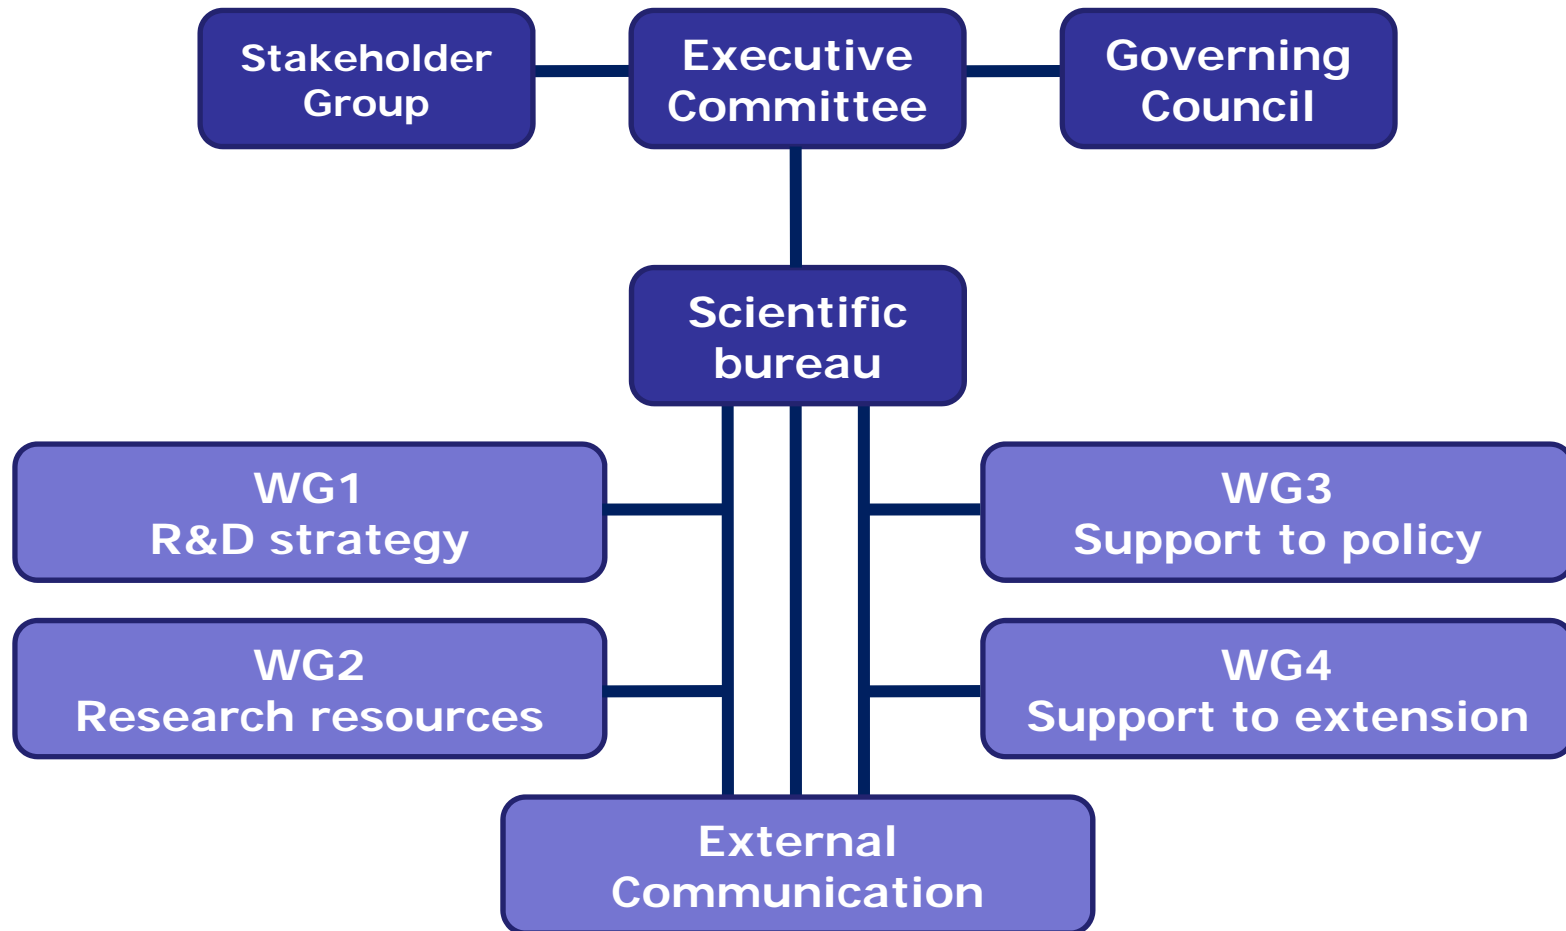 Stakeholder
Group
Executive
Committee
Governing
Council
Scientific
bureau
WG1
R&D strategy
WG3
Support to policy
WG2
Research resources
WG4
Support to extension
External
Communication